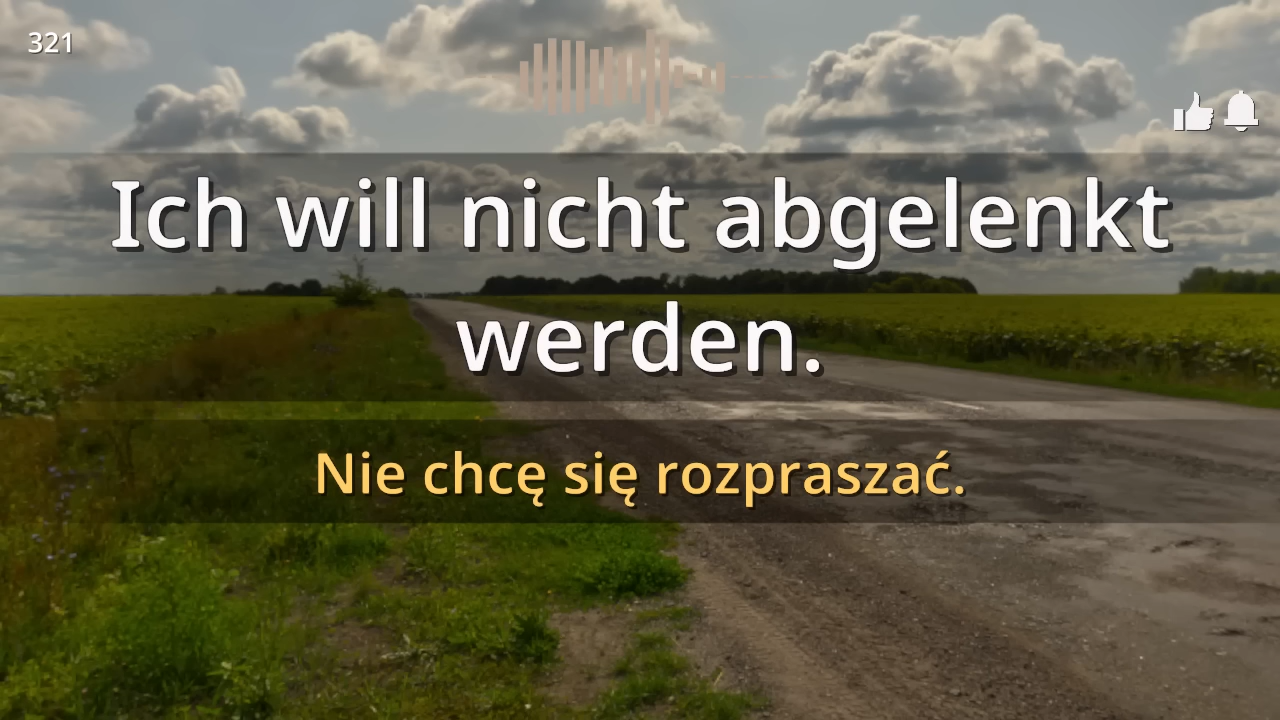 321
Ich will nicht abgelenkt
werden.
Nie chcę się rozpraszać.